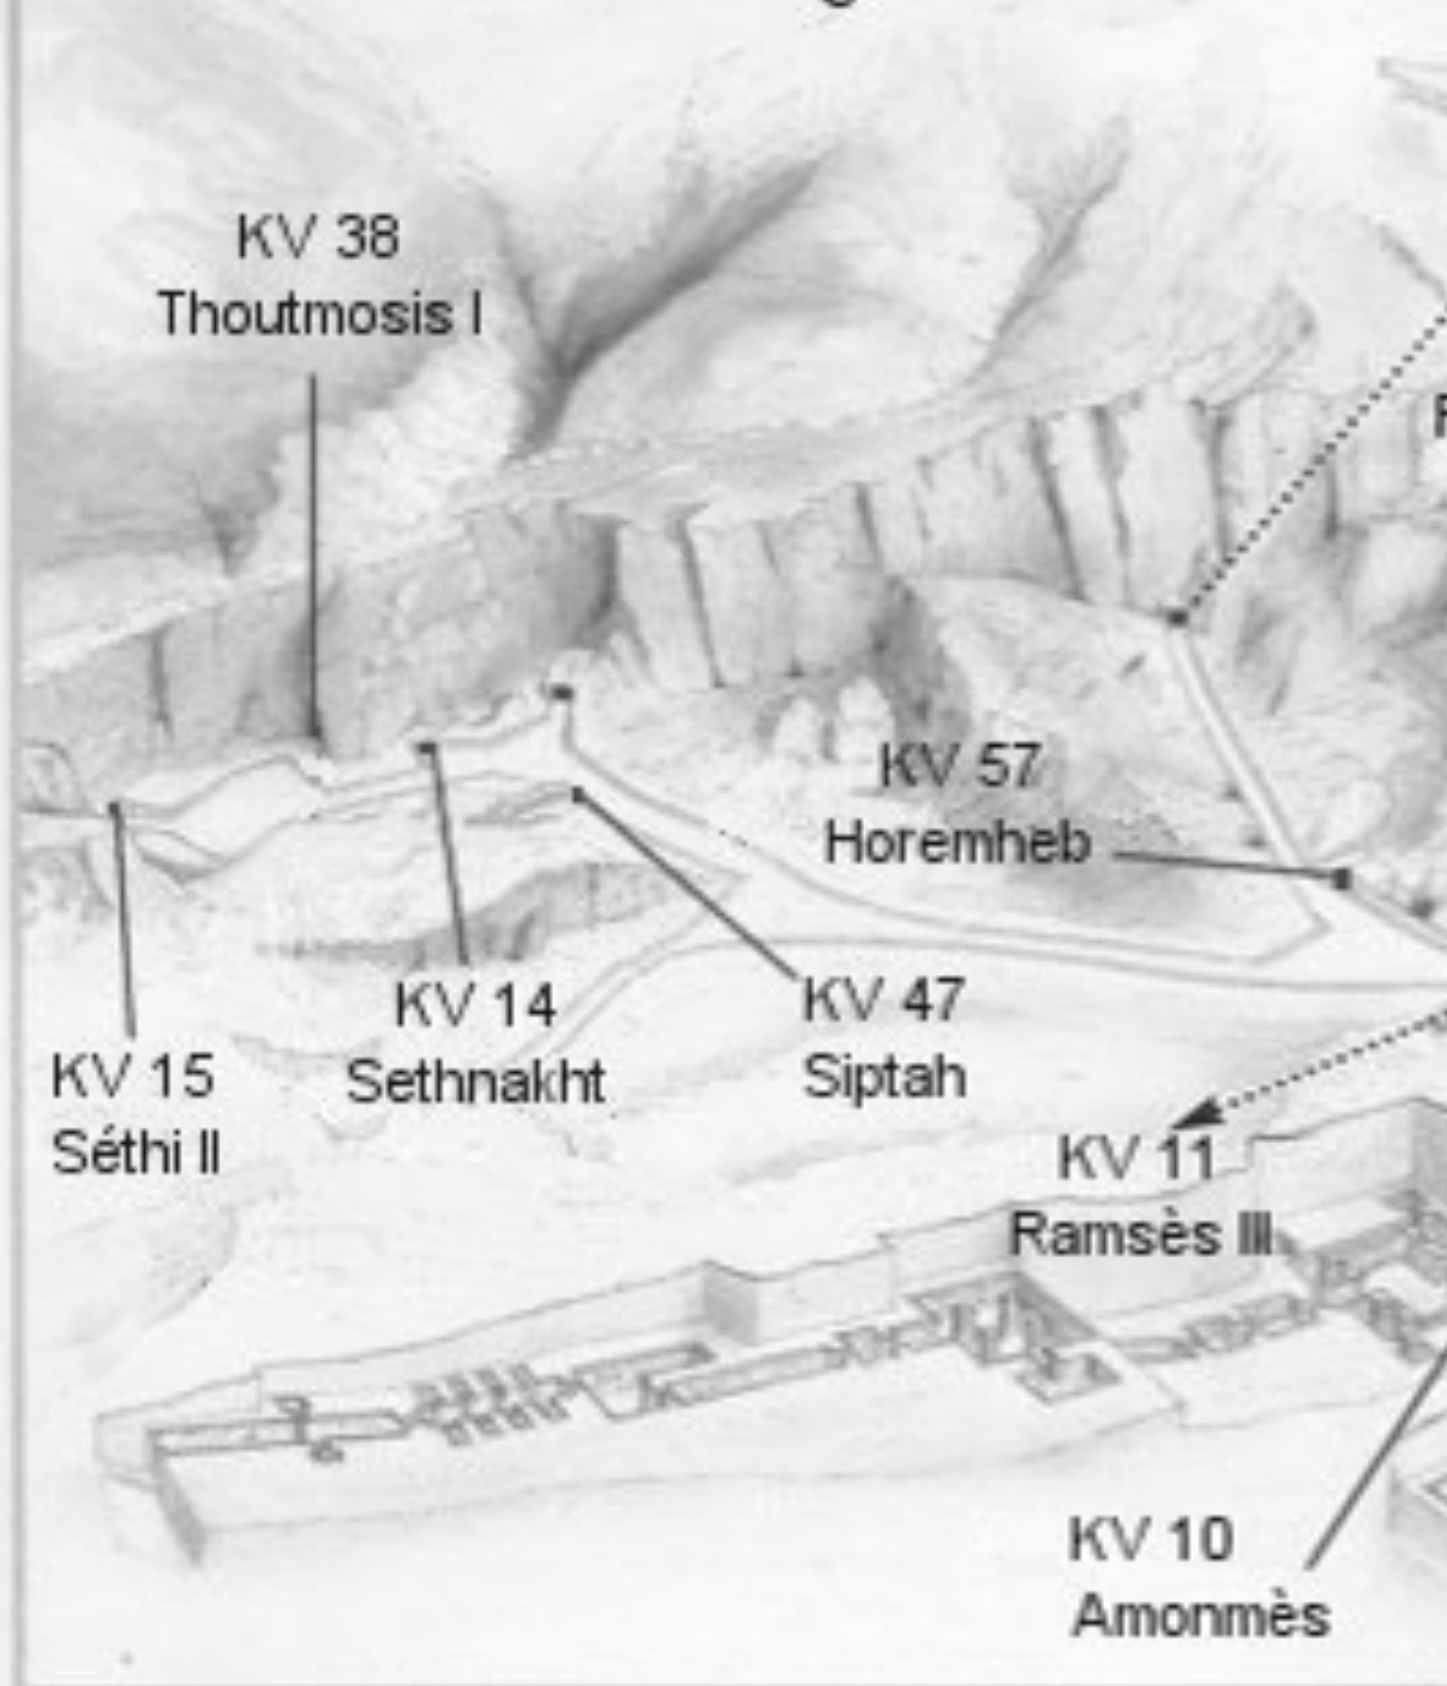 KV 38
Thoutmosis I
KV 57
Horemheb
KV 14
Sethnakht
KV 47
Siptah
KV 15
Séthi II
KV 11
Ramsès III
KV 10
Amonmès